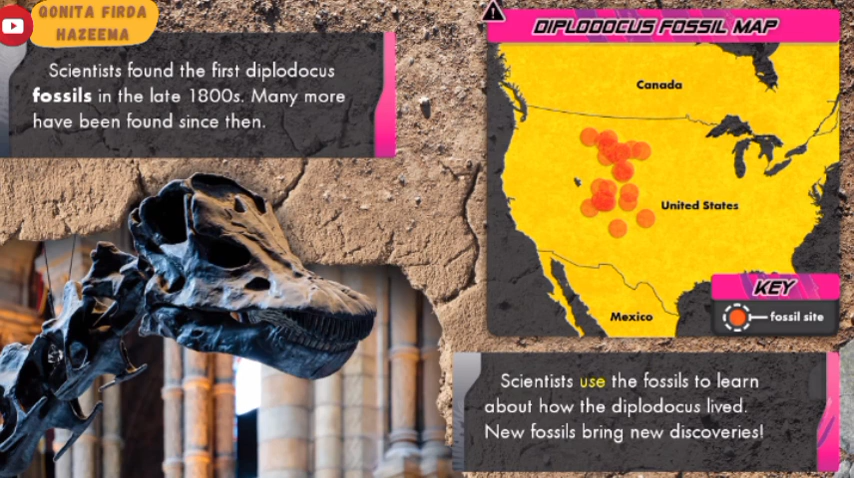 QONITA FIRDA
HAZEEMA
Scientists found the first diplodocus
fossils in the late 1800s. Many more
have been found since then.
DIPLODOCUS FOSSIL MAP
Canada
United States
Mexico
KEY
fossil site
Scientists use the fossils to learn
about how the diplodocus lived.
New fossils bring new discoveries!